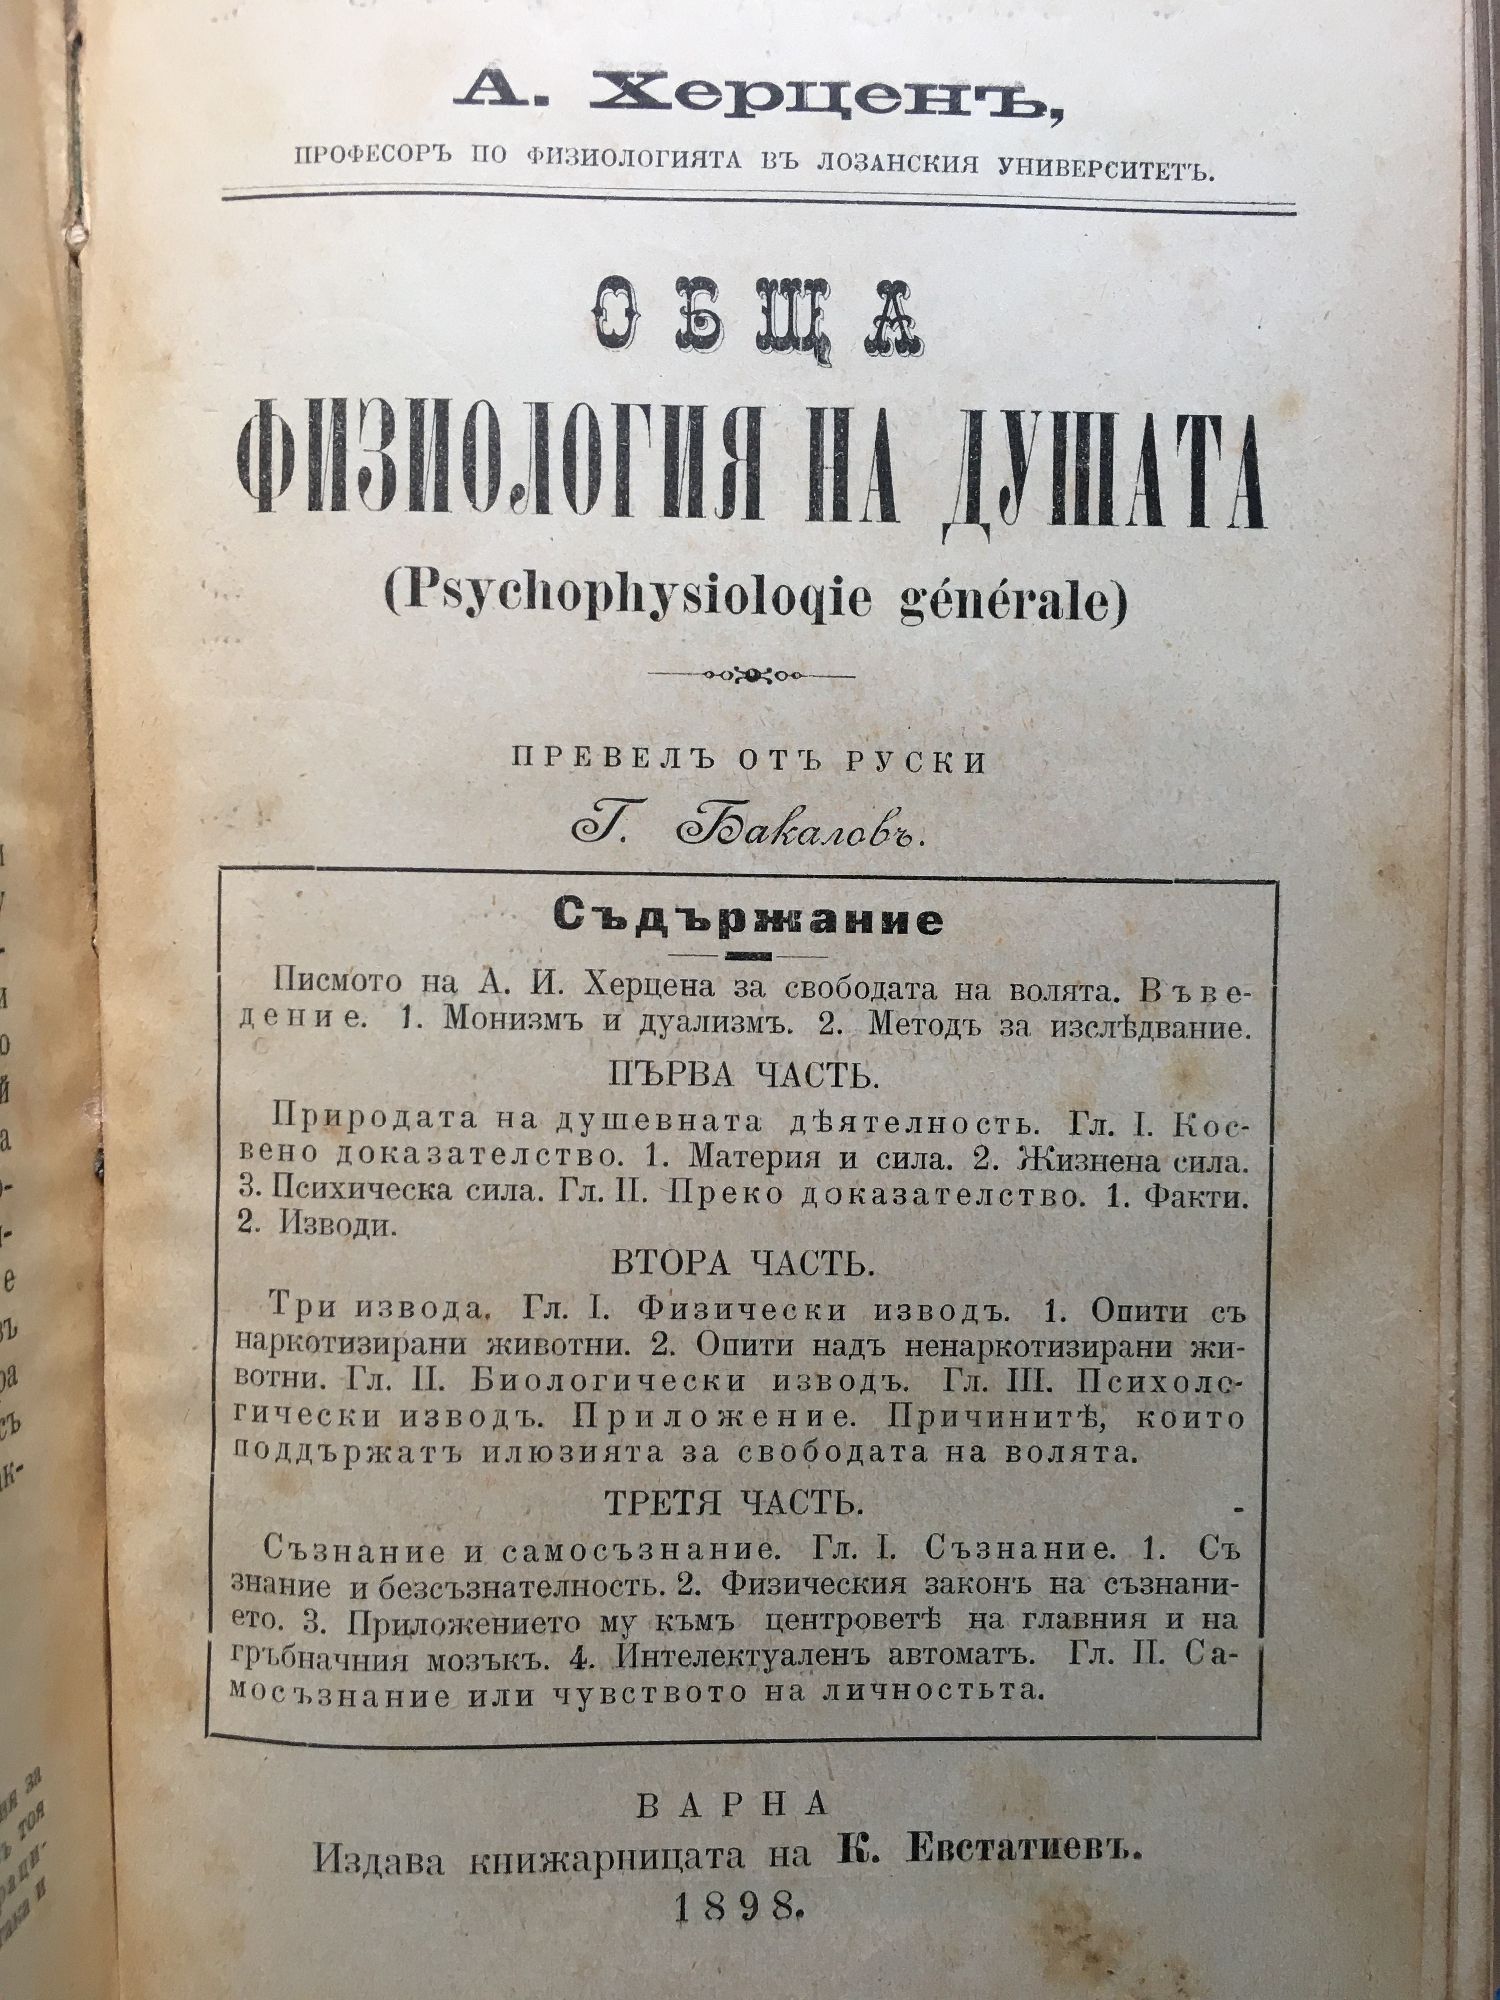 А. Херценъ,
ПРОФЕСОРЪ ПО ФИЗИОЛОГИЯТА ВЪ ЛОЗАНСКИЯ УНИВЕРСИТЕТЪ.
ОБЩА
ФИЗИОЛОГИЯ НА ДУШАТА
(Psychophysiologie générale)
ПРЕВЕЛЪ ОТЪ РУСКИ
Г. Бакаловъ.
Съдържание
Писмото на А. И. Херцена за свободата на волята. Въве-
дение. 1. Монизмъ и дуализмъ. 2. Методъ за изслѣдвание.
ПЪРВА ЧАСТЬ.
Природата на душевната дѣятелность. Гл. I. Кос-
вено доказателство. 1. Материя и сила. 2. Жизнена сила.
3. Психическа сила. Гл. II. Преко доказателство. 1. Факти.
2. Изводи.
ВТОРА ЧАСТЬ.
Три извода. Гл. I. Физически изводъ. 1. Опити съ
наркотизирани животни. 2. Опити надъ ненаркотизирани жи-
вотни. Гл. II. Биологически изводъ. Гл. III. Психоло-
гически изводъ. Приложение. Причинитѣ, които
поддържатъ илюзията за свободата на волята.
ТРЕТЯ ЧАСТЬ.
Съзнание и самосъзнание. Гл. I. Съзнание. 1. Съ
знание и безсъзнателность. 2. Физическия законъ на съзнани-
ето. 3. Приложението му къмъ центроветѣ на главния и на
гръбначния мозъкъ. 4. Интелектуаленъ автоматъ. Гл. II. Са-
мосъзнание или чувството на личностьта.
ВАРНА
Издава книжарницата на К. Евстатиевъ.
1898.